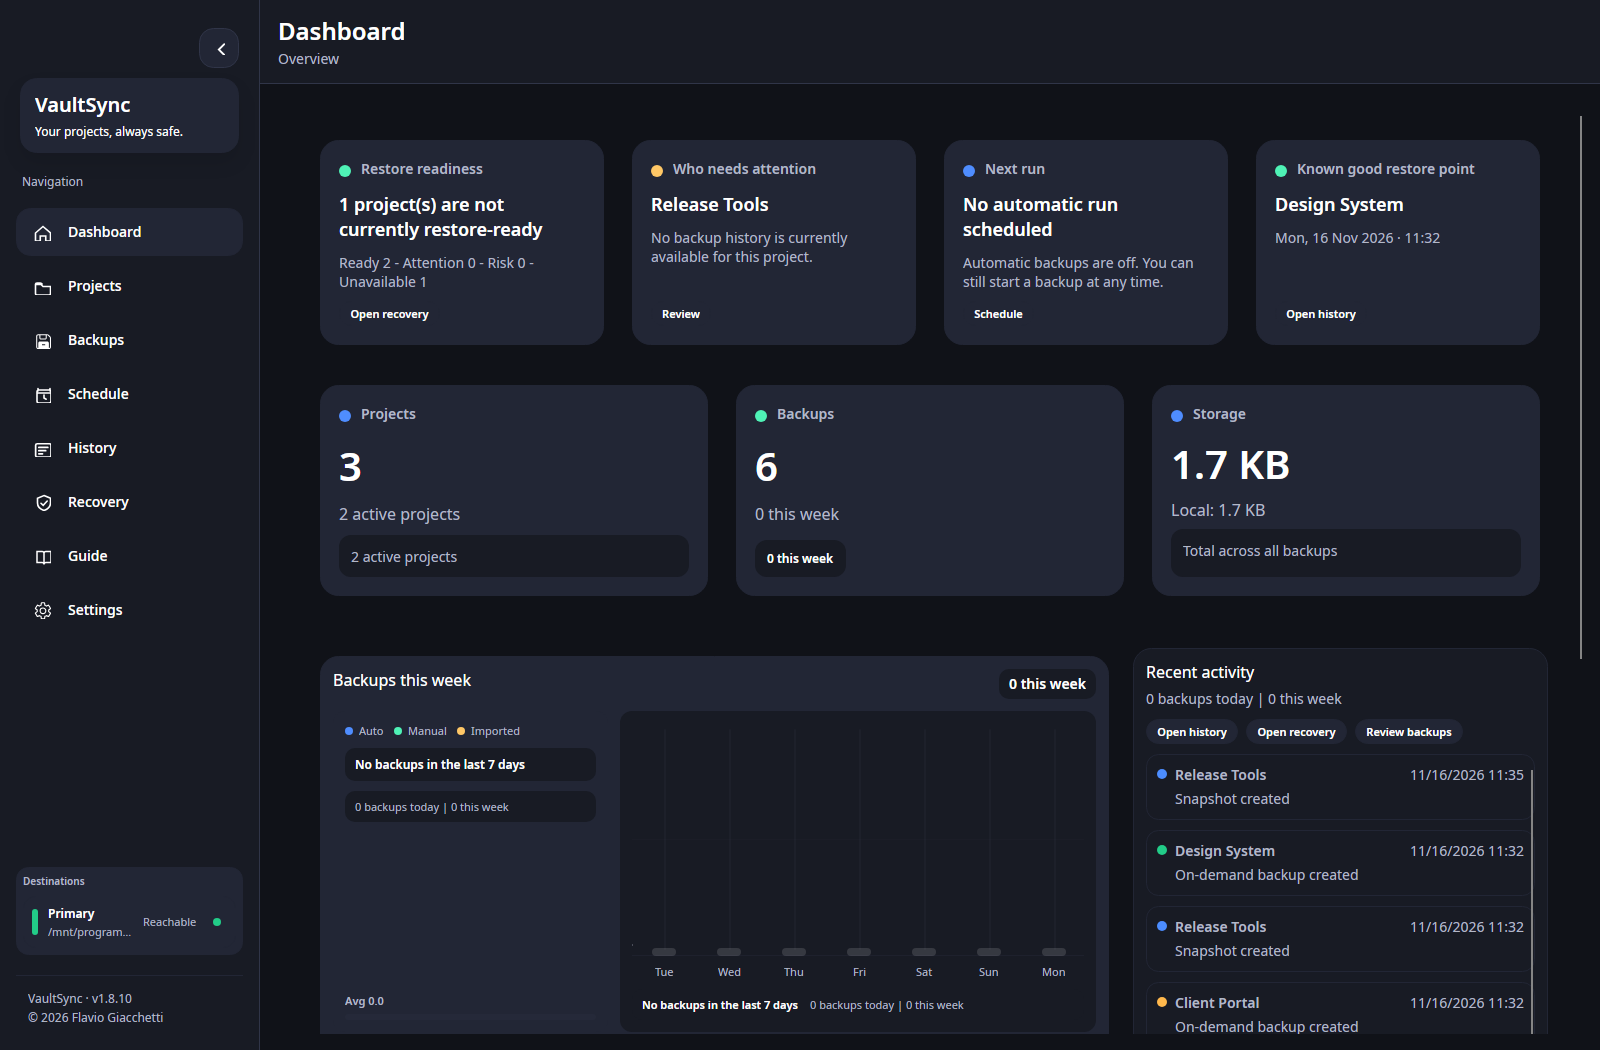 VaultSync
Your projects, always safe.
Navigation
Dashboard
Projects
Backups
Schedule
History
Recovery
Guide
Settings
Destinations
Primary
/mnt/program...
Reachable
VaultSync · v1.8.10
© 2026 Flavio Giacchetti
Dashboard
Overview
Restore readiness
1 project(s) are not
currently restore-ready
Ready 2 - Attention 0 - Risk 0 -
Unavailable 1
Open recovery
Who needs attention
Release Tools
No backup history is currently
available for this project.
Review
Next run
No automatic run
scheduled
Automatic backups are off. You can
still start a backup at any time.
Schedule
Known good restore point
Design System
Mon, 16 Nov 2026 · 11:32
Open history
Projects
3
2 active projects
2 active projects
Backups
6
0 this week
0 this week
Storage
1.7 KB
Local: 1.7 KB
Total across all backups
Backups this week
0 this week
Auto
Manual
Imported
No backups in the last 7 days
0 backups today | 0 this week
Avg 0.0
Tue
Wed
Thu
Fri
Sat
Sun
Mon
No backups in the last 7 days
0 backups today | 0 this week
Recent activity
0 backups today | 0 this week
Open history
Open recovery
Review backups
Release Tools
11/16/2026 11:35
Snapshot created
Design System
11/16/2026 11:32
On-demand backup created
Release Tools
11/16/2026 11:32
Snapshot created
Client Portal
11/16/2026 11:32
On-demand backup created